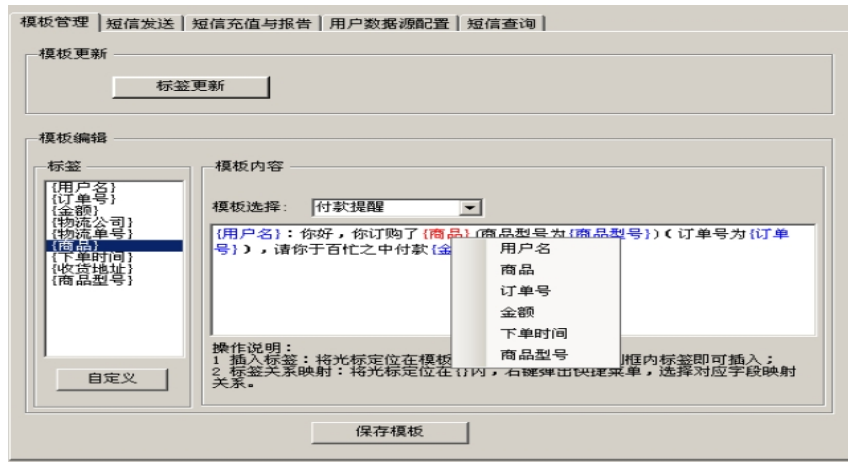 模板管理 短信发送 短信充值与报告 用户数据源配置 短信查询
模板更新
标签更新
模板编辑
标签
{用户名}
{订单号}
{金额}
{物流公司}
{物流单号}
{商品}
{下单时间}
{收货地址}
{商品型号}
自定义
模板内容
模板选择: 付款提醒
{用户名}：你好，你订购了{商品}(商品型号为{商品型号})(订单号为{订单
号})，请你于百忙之中付款{金
用户名
商品
订单号
金额
下单时间
商品型号
操作说明：
1 插入标签：将光标定位在模板 框内标签即可插入；
2 标签关系映射：将光标定位在{}内，右键弹出快捷菜单，选择对应字段映射
关系。
保存模板